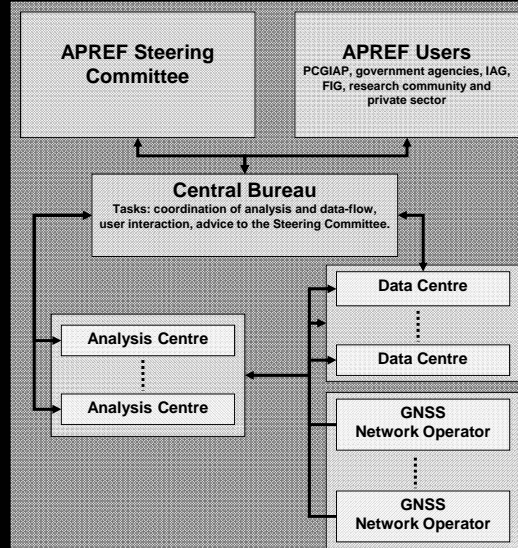 APREF Steering
Committee
APREF Users
PCGIAP, government agencies, IAG,
FIG, research community and
private sector
Central Bureau
Tasks: coordination of analysis and data-flow,
user interaction, advice to the Steering Committee.
Data Centre
Data Centre
Analysis Centre
Analysis Centre
GNSS
Network Operator
GNSS
Network Operator